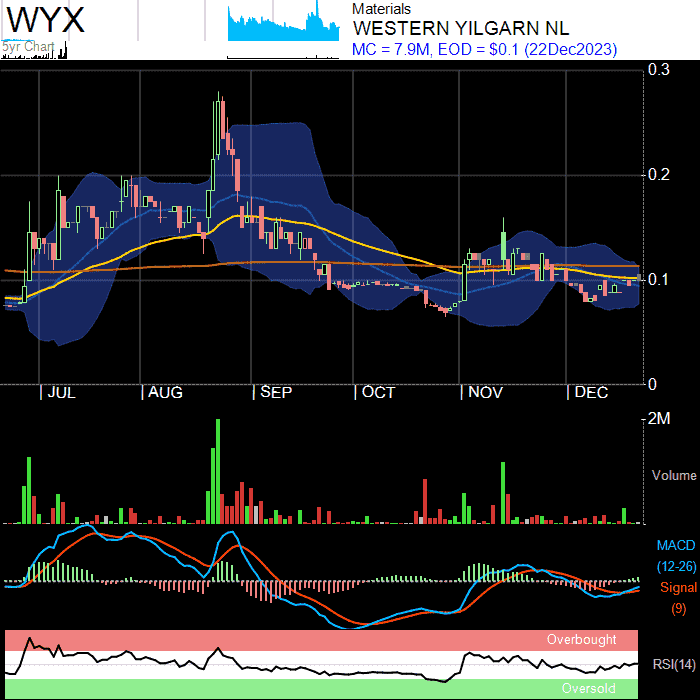 WYX
5yr Chart
Materials
WESTERN YILGARN NL
MC = 7.9M, EOD = $0.1 (22Dec2023)
0.3
0.2
0.1
0
JUL AUG SEP OCT NOV DEC
2M
Volume
MACD
(12-26)
Signal
(9)
Overbought
RSI(14)
Oversold